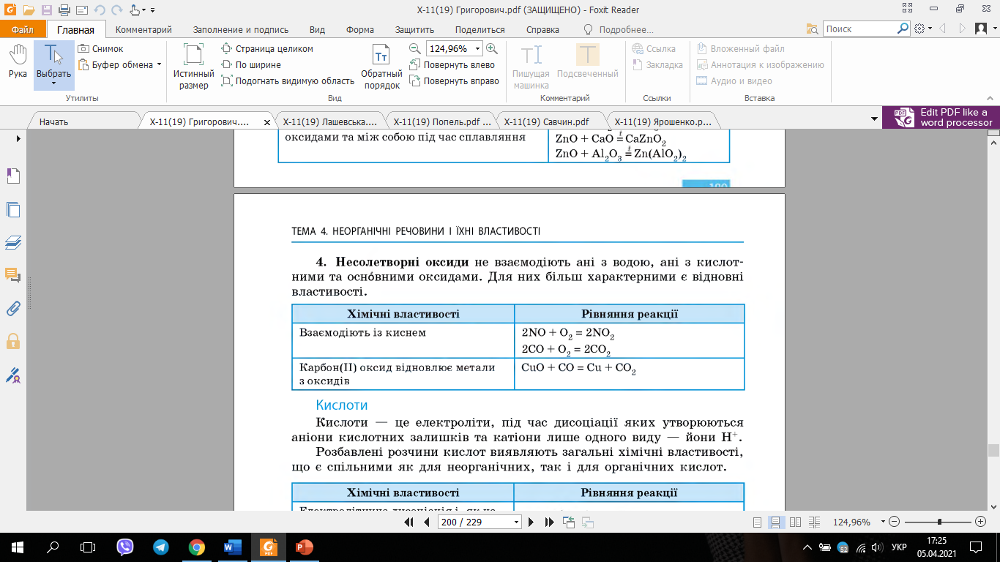 X-11(19) Григорович.pdf (ЗАЩИЩЕНО) - Foxit Reader
Файл Главная Комментарий Заполнение и подпись Вид Форма Защитить Поделиться Справка Подробнее... Поиск
Рука
Выбрать
Снимок
Буфер обмена
Утилиты
Истинный размер
Страница целиком
По ширине
Подогнать видимую область
Обратный порядок
124,96%
Повернуть влево
Повернуть вправо
Вид
Пишущая машинка
Подсвеченный
Комментарий
Ссылка
Закладка
Ссылки
Вложенный файл
Аннотация к изображению
Аудио и видео
Вставка
Начать X-11(19) Григорович.... X-11(19) Лашевська.... X-11(19) Попель.pdf ... X-11(19) Савчин.pdf X-11(19) Ярошенко.p...
Edit PDF like a
word processor
оксидами та між собою під час сплавляння
ZnO + CaO =ᵗ CaZnO₂
ZnO + Al₂O₃ =ᵗ Zn(AlO₂)₂
ТЕМА 4. НЕОРГАНІЧНІ РЕЧОВИНИ І ЇХНІ ВЛАСТИВОСТІ
4. Несолетворні оксиди не взаємодіють ані з водою, ані з кислот-
ними та осно́вними оксидами. Для них більш характерними є відновні
властивості.
Хімічні властивості Рівняння реакції
Взаємодіють із киснем 2NO + O₂ = 2NO₂
2CO + O₂ = 2CO₂
Карбон(II) оксид відновлює метали CuO + CO = Cu + CO₂
з оксидів
Кислоти
Кислоти — це електроліти, під час дисоціації яких утворюються
аніони кислотних залишків та катіони лише одного виду — йони H⁺.
Розбавлені розчини кислот виявляють загальні хімічні властивості,
що є спільними як для неорганічних, так і для органічних кислот.
Хімічні властивості Рівняння реакції
200 / 229 124,96%
52 УКР 17:25
05.04.2021